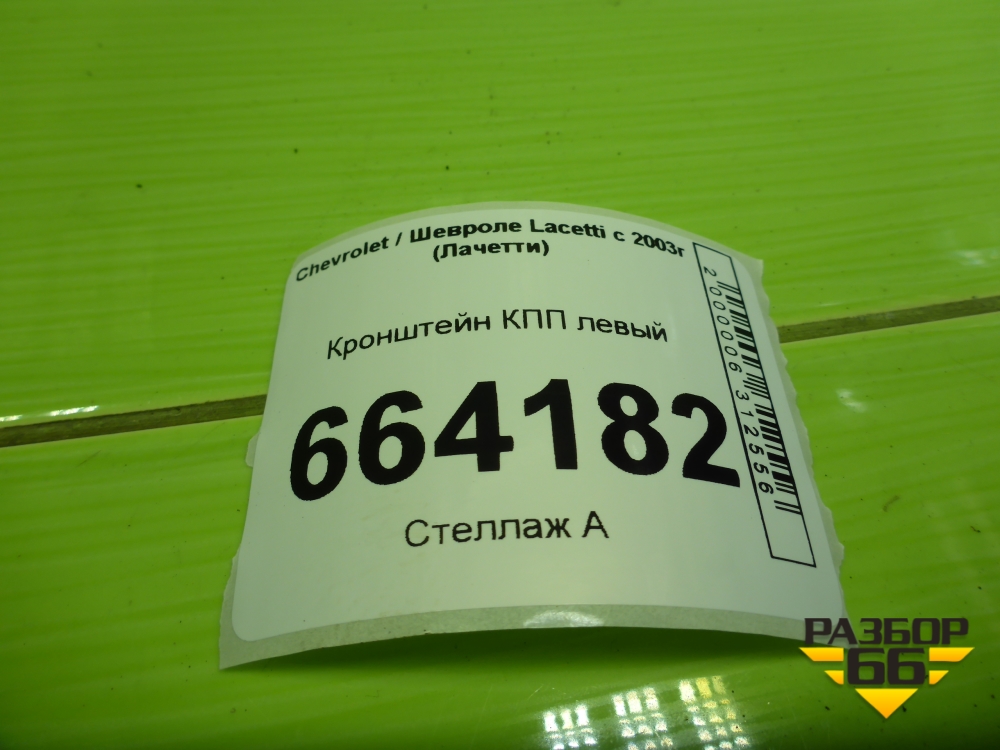 Chevrolet / Шевроле Lacetti с 2003г
(Лачетти)
Кронштейн КПП левый
664182
Стеллаж А
2000006312556
РАЗБОР
66